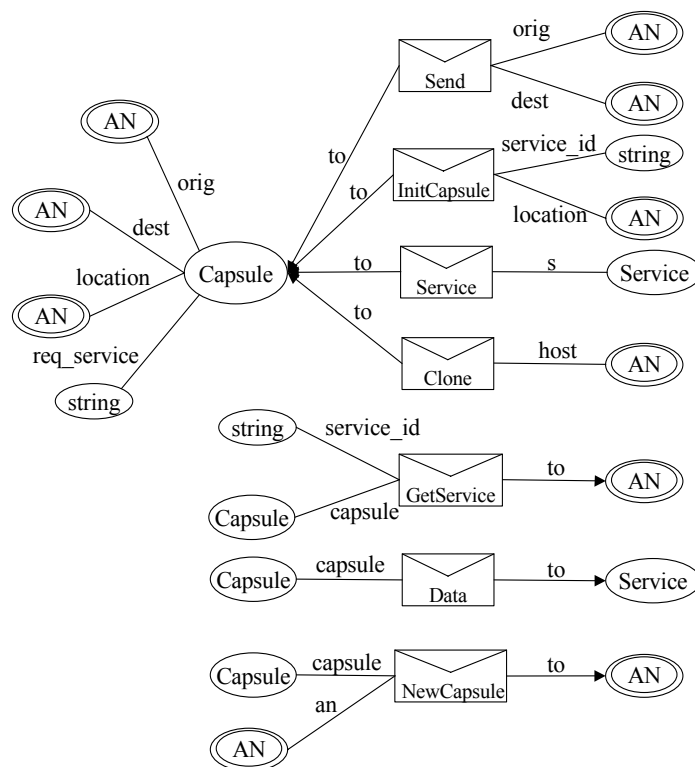 AN
orig
AN
dest
location
AN
req_service
string
Capsule
to
Send
orig
AN
dest
AN
to
InitCapsule
service_id
string
location
AN
to
Service
s
Service
to
Clone
host
AN
string
service_id
Capsule
capsule
GetService
to
AN
Capsule
capsule
Data
to
Service
Capsule
capsule
AN
an
NewCapsule
to
AN